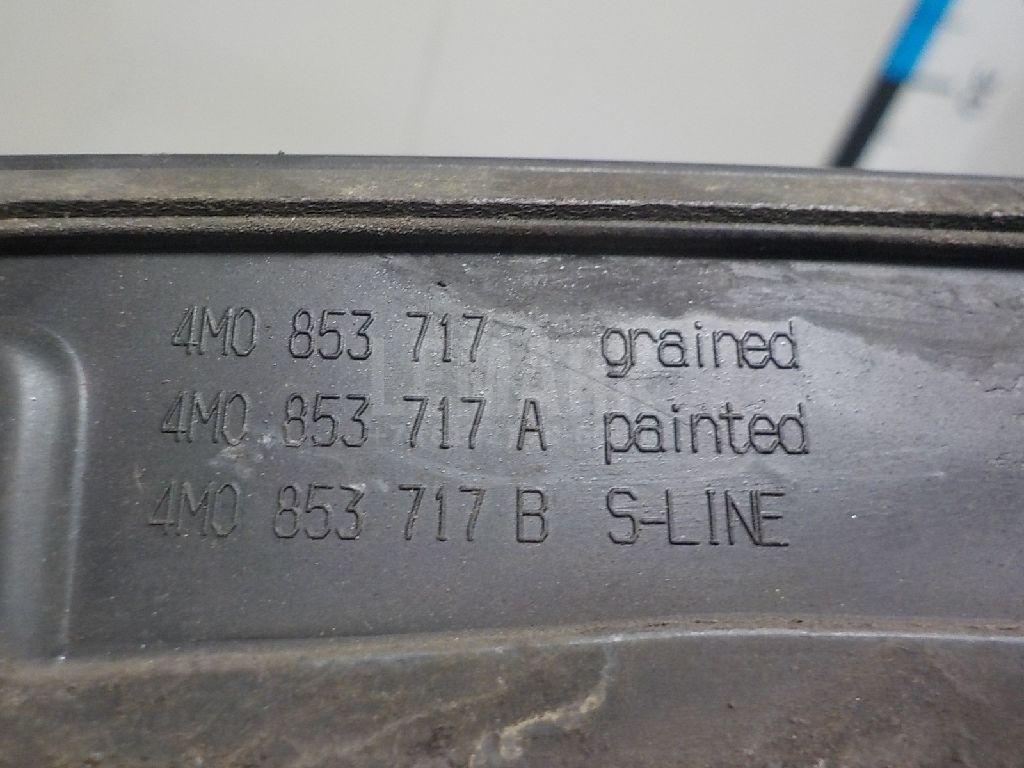 4M0 853 717 grained
4M0 853 717 A painted
4M0 853 717 B S-LINE